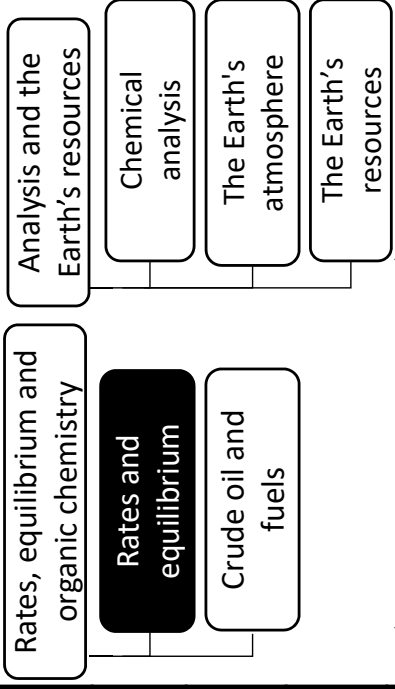 Rates, equilibrium and
organic chemistry
Rates and
equilibrium
Crude oil and
fuels
Analysis and the
Earth’s resources
Chemical
analysis
The Earth's
atmosphere
The Earth’s
resources